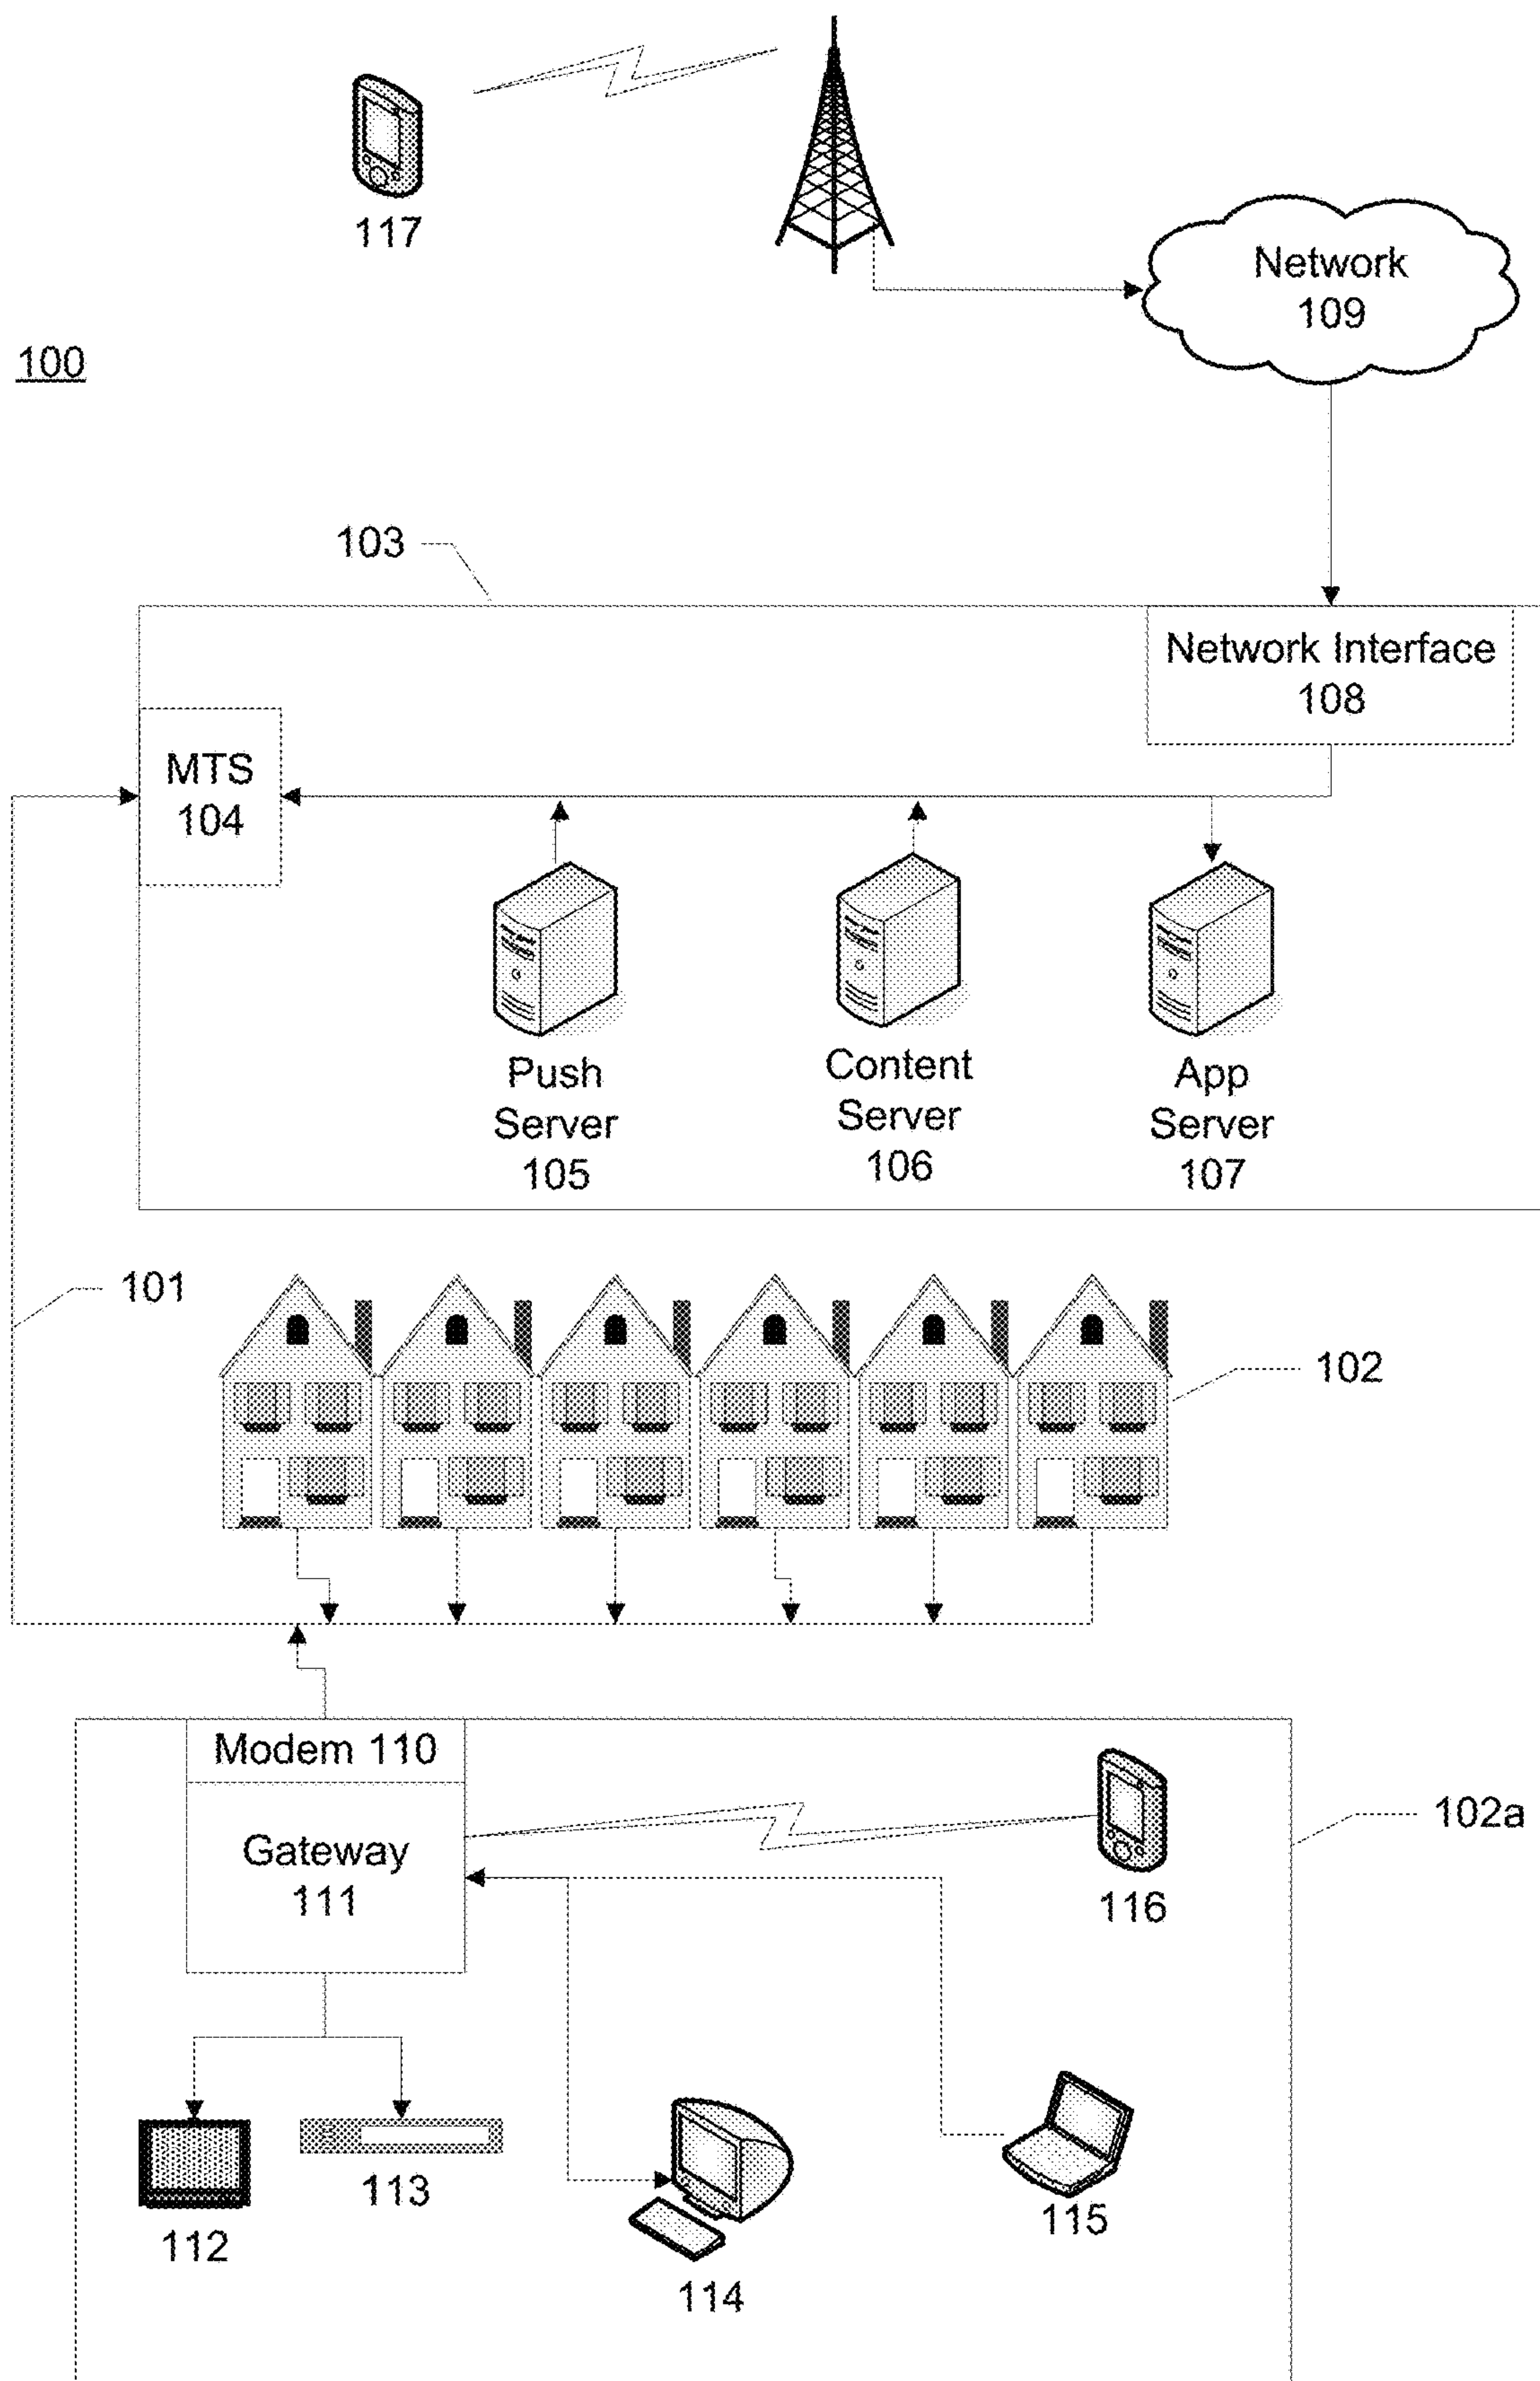 117
Network
109
100
103
Network Interface
108
MTS
104
Push
Server
105
Content
Server
106
App
Server
107
101
102
Modem 110
Gateway
111
116
102a
112
113
114
115